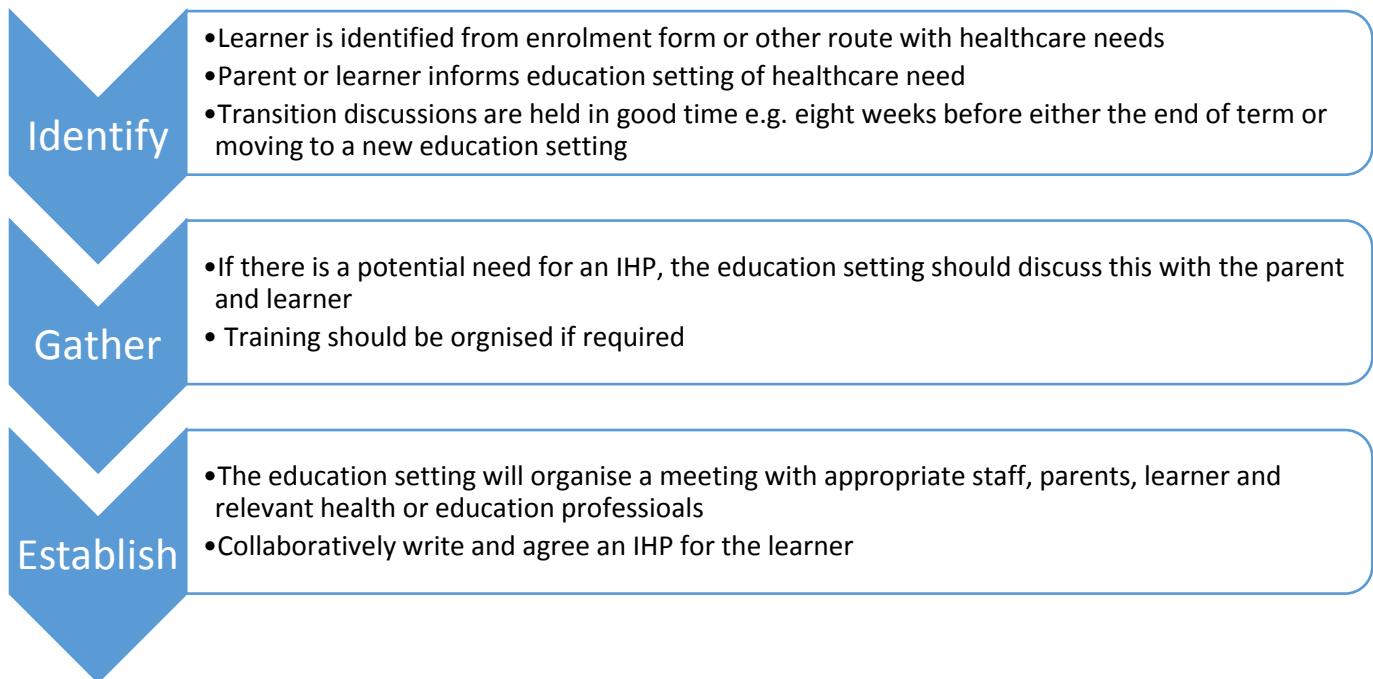 Identify
•Learner is identified from enrolment form or other route with healthcare needs
•Parent or learner informs education setting of healthcare need
•Transition discussions are held in good time e.g. eight weeks before either the end of term or
moving to a new education setting
Gather
•If there is a potential need for an IHP, the education setting should discuss this with the parent
and learner
• Training should be orgnised if required
Establish
•The education setting will organise a meeting with appropriate staff, parents, learner and
relevant health or education professioals
•Collaboratively write and agree an IHP for the learner